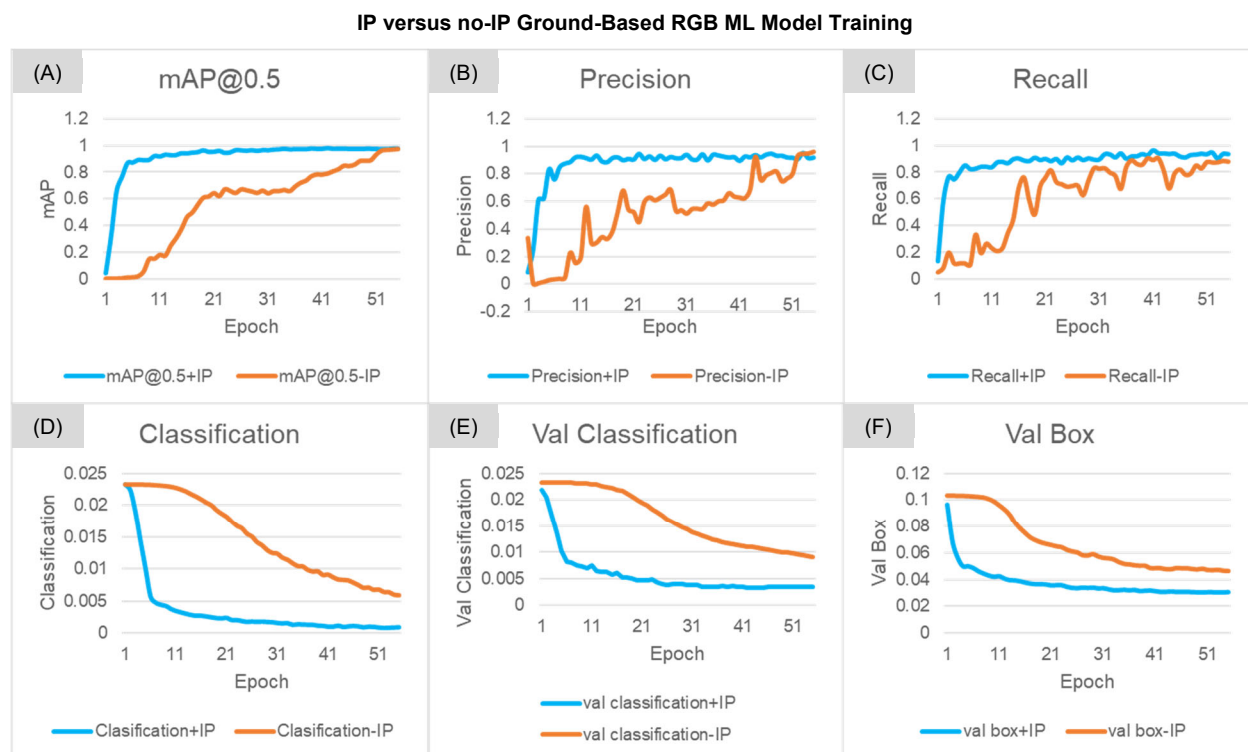 IP versus no-IP Ground-Based RGB ML Model Training
(A)
mAP@0.5
1.2
1
0.8
0.6
0.4
0.2
0
mAP
1 11 21 31 41 51
Epoch
mAP@0.5+IP mAP@0.5-IP
(B)
Precision
1.2
1
0.8
0.6
0.4
0.2
0
-0.2
Precision
1 11 21 31 41 51
Epoch
Precision+IP Precision-IP
(C)
Recall
1.2
1
0.8
0.6
0.4
0.2
0
Recall
1 11 21 31 41 51
Epoch
Recall+IP Recall-IP
(D)
Classification
0.025
0.02
0.015
0.01
0.005
0
Classification
1 11 21 31 41 51
Epoch
Clasification+IP Clasification-IP
(E)
Val Classification
0.025
0.02
0.015
0.01
0.005
0
Val Classification
1 11 21 31 41 51
Epoch
val classification+IP
val classification-IP
(F)
Val Box
0.12
0.1
0.08
0.06
0.04
0.02
0
Val Box
1 11 21 31 41 51
Epoch
val box+IP val box-IP